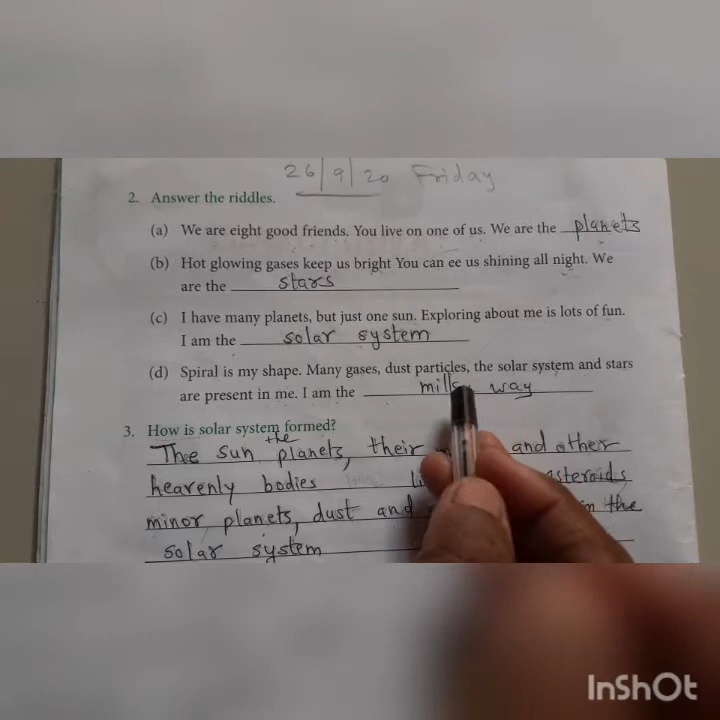 26/9/20 Friday
2. Answer the riddles.
(a) We are eight good friends. You live on one of us. We are the planets
(b) Hot glowing gases keep us bright You can ee us shining all night. We
are the stars
(c) I have many planets, but just one sun. Exploring about me is lots of fun.
I am the solar system
(d) Spiral is my shape. Many gases, dust particles, the solar system and stars
are present in me. I am the way
3. How is solar system formed?
The sun the planets, their and other
heavenly bodies asteroids
minor planets, dust and the
solar system
InShOt